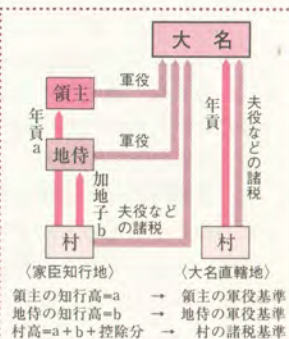 大名
領主
軍役
年貢a
地侍
軍役
加地子b
夫役など
の諸税
村
年貢
夫役などの諸税
村
〈家臣知行地〉
〈大名直轄地〉
領主の知行高=a → 領主の軍役基準
地侍の知行高=b → 地侍の軍役基準
村高=a+b+控除分 → 村の諸税基準